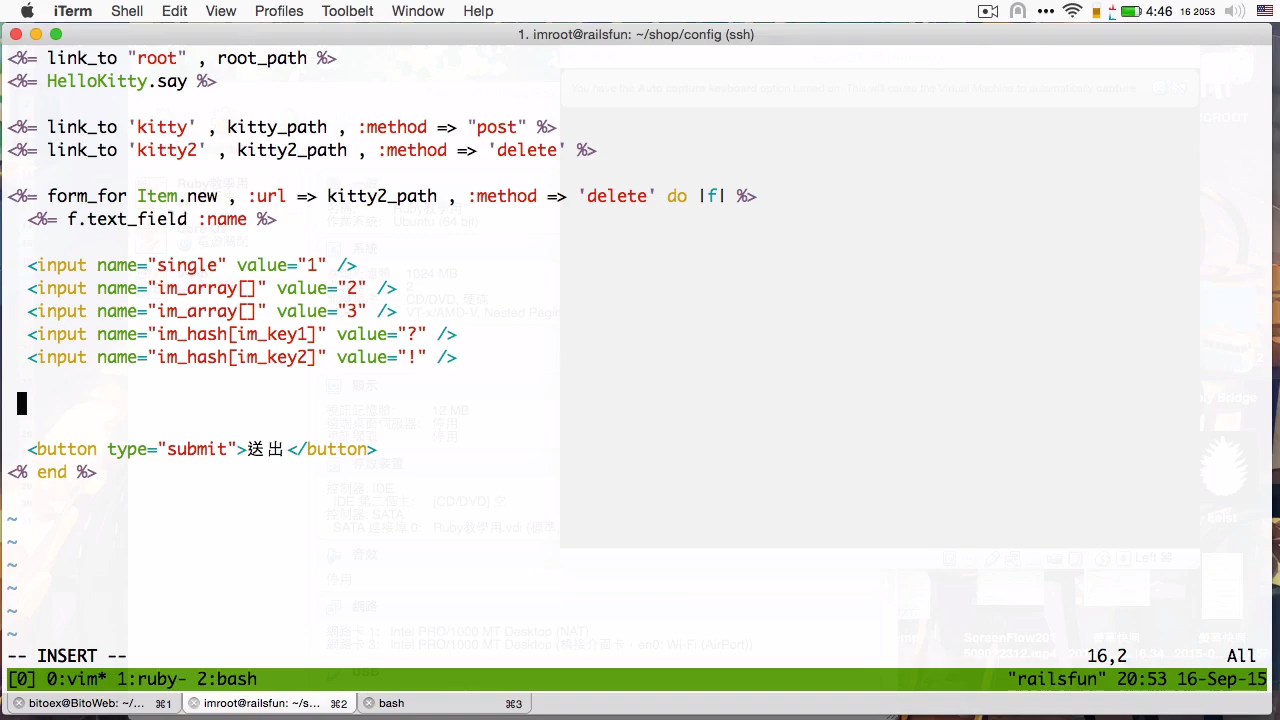 iTerm Shell Edit View Profiles Toolbelt Window Help 4:46 16 2053
1. imroot@railsfun: ~/shop/config (ssh)
<%= link_to "root" , root_path %>
<%= HelloKitty.say %>
<%= link_to 'kitty' , kitty_path , :method => "post" %>
<%= link_to 'kitty2' , kitty2_path , :method => 'delete' %>
<%= form_for Item.new , :url => kitty2_path , :method => 'delete' do |f| %>
<%= f.text_field :name %>
<input name="single" value="1" />
<input name="im_array[]" value="2" />
<input name="im_array[]" value="3" />
<input name="im_hash[im_key1]" value="?" />
<input name="im_hash[im_key2]" value="!" />
<button type="submit">送出</button>
<% end %>
~
~
~
~
~
~
-- INSERT -- 16,2 All
[0] 0:vim* 1:ruby- 2:bash "railsfun" 20:53 16-Sep-15
bitoex@BitoWeb: ~/... ⌘1 imroot@railsfun: ~/s... ⌘2 bash ⌘3